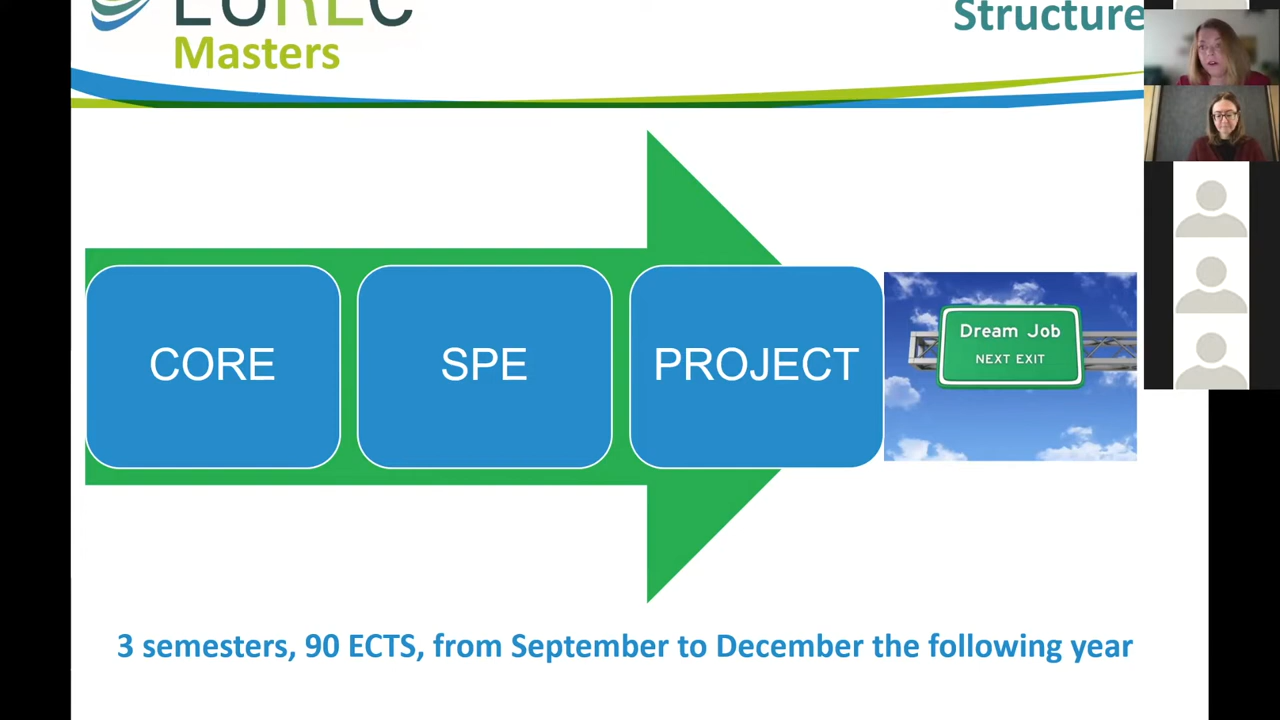 EUREC
Structure
Masters
CORE
SPE
PROJECT
Dream Job
NEXT EXIT
3 semesters, 90 ECTS, from September to December the following year